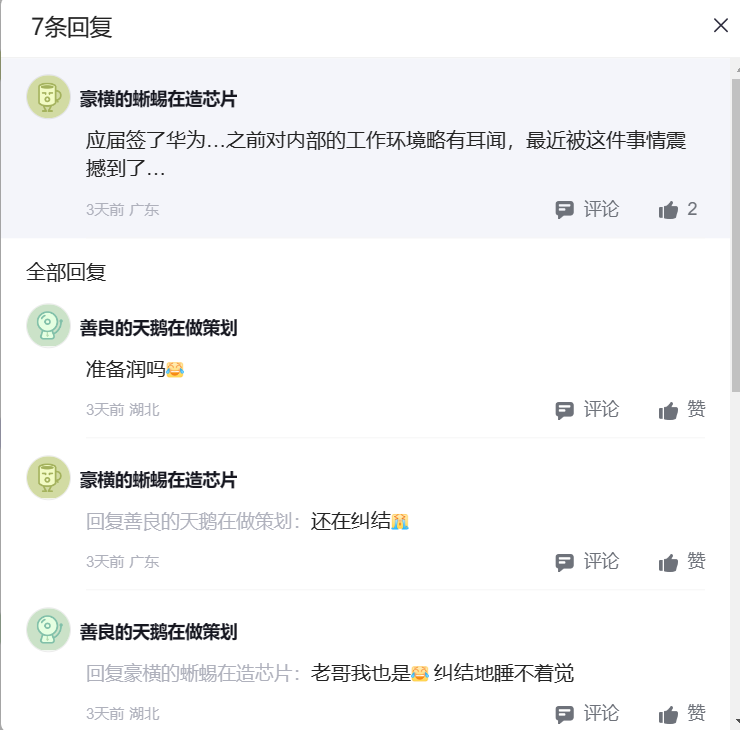 7条回复
豪横的蜥蜴在造芯片
应届签了华为…之前对内部的工作环境略有耳闻，最近被这件事情震
撼到了…
3天前 广东
评论 2
全部回复
善良的天鹅在做策划
准备润吗😂
3天前 湖北
评论 赞
豪横的蜥蜴在造芯片
回复善良的天鹅在做策划：还在纠结😭
3天前 广东
评论 赞
善良的天鹅在做策划
回复豪横的蜥蜴在造芯片：老哥我也是😂 纠结地睡不着觉
3天前 湖北
评论 赞